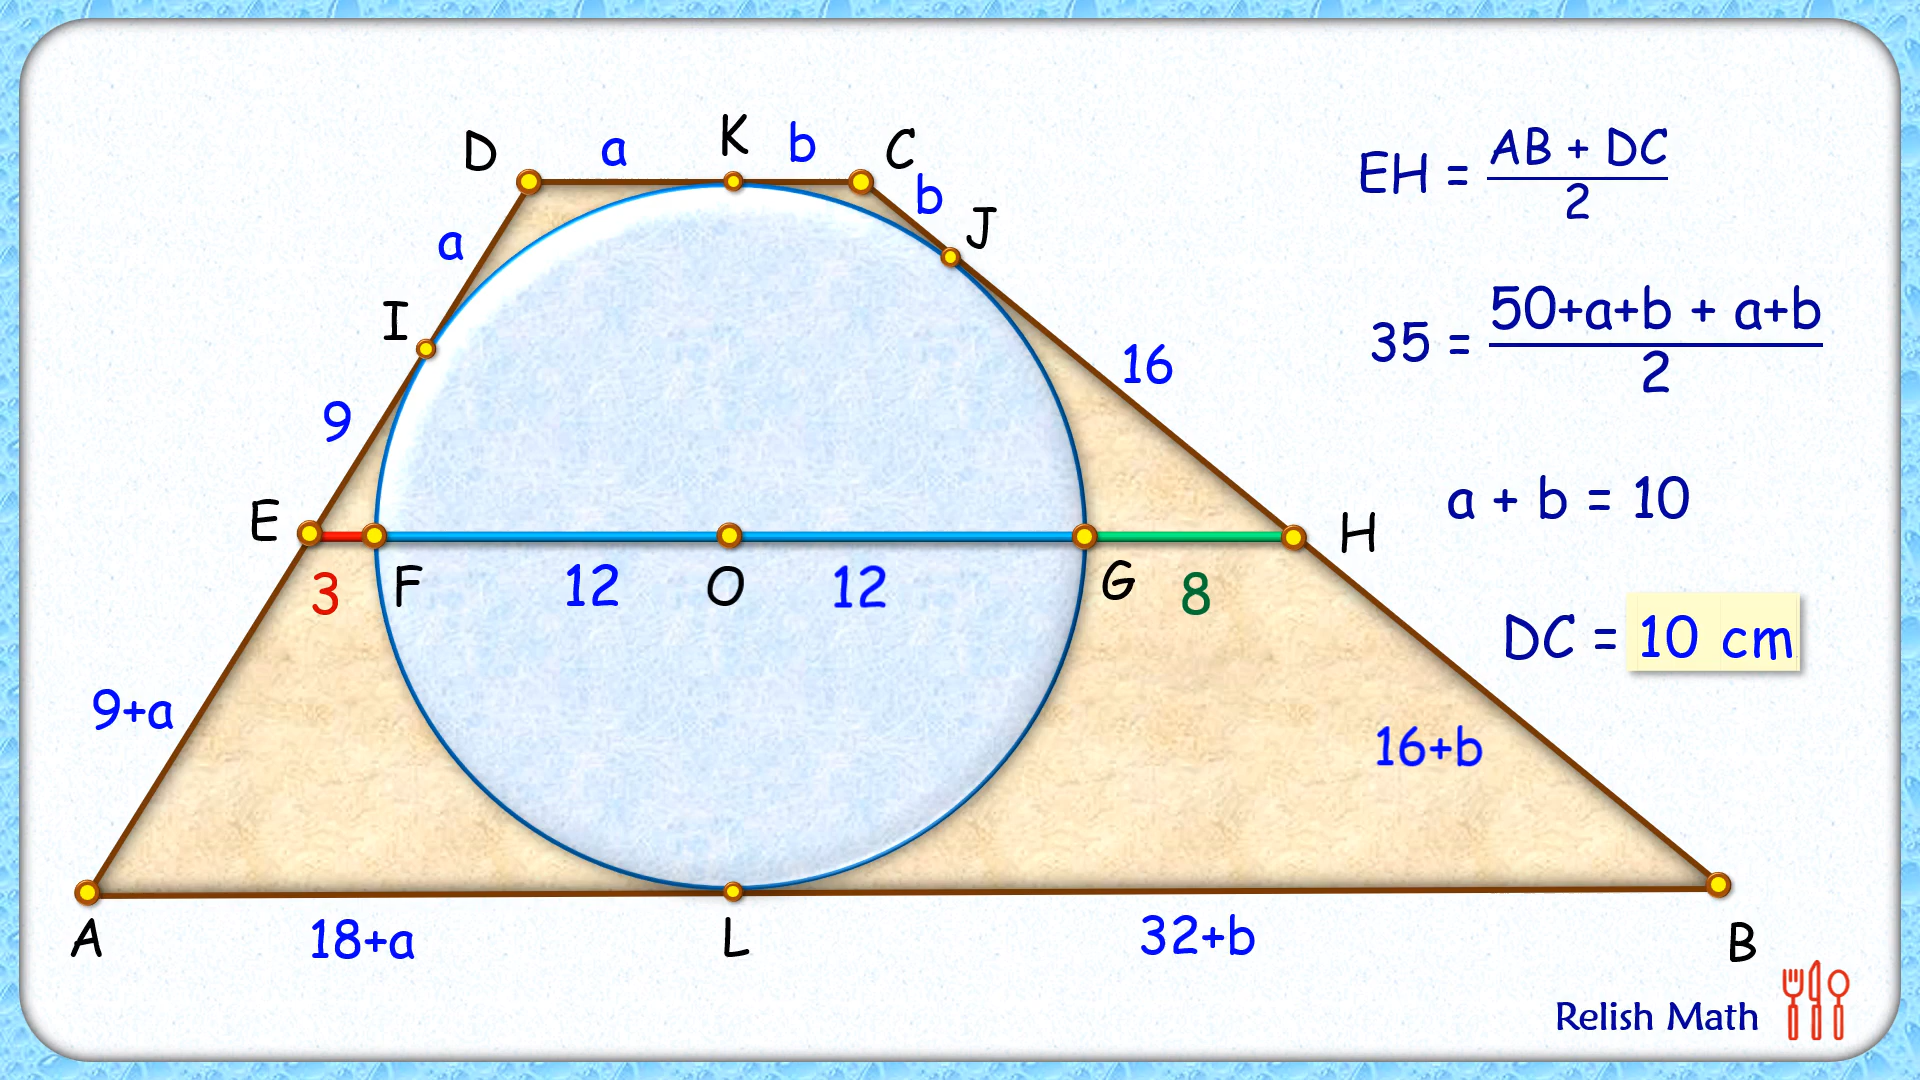 D a K b C
a b J
I
9 16
E H
3 F 12 O 12 G 8
9+a 16+b
A 18+a L 32+b B
EH = AB + DC / 2
35 = 50+a+b + a+b / 2
a + b = 10
DC = 10 cm
Relish Math